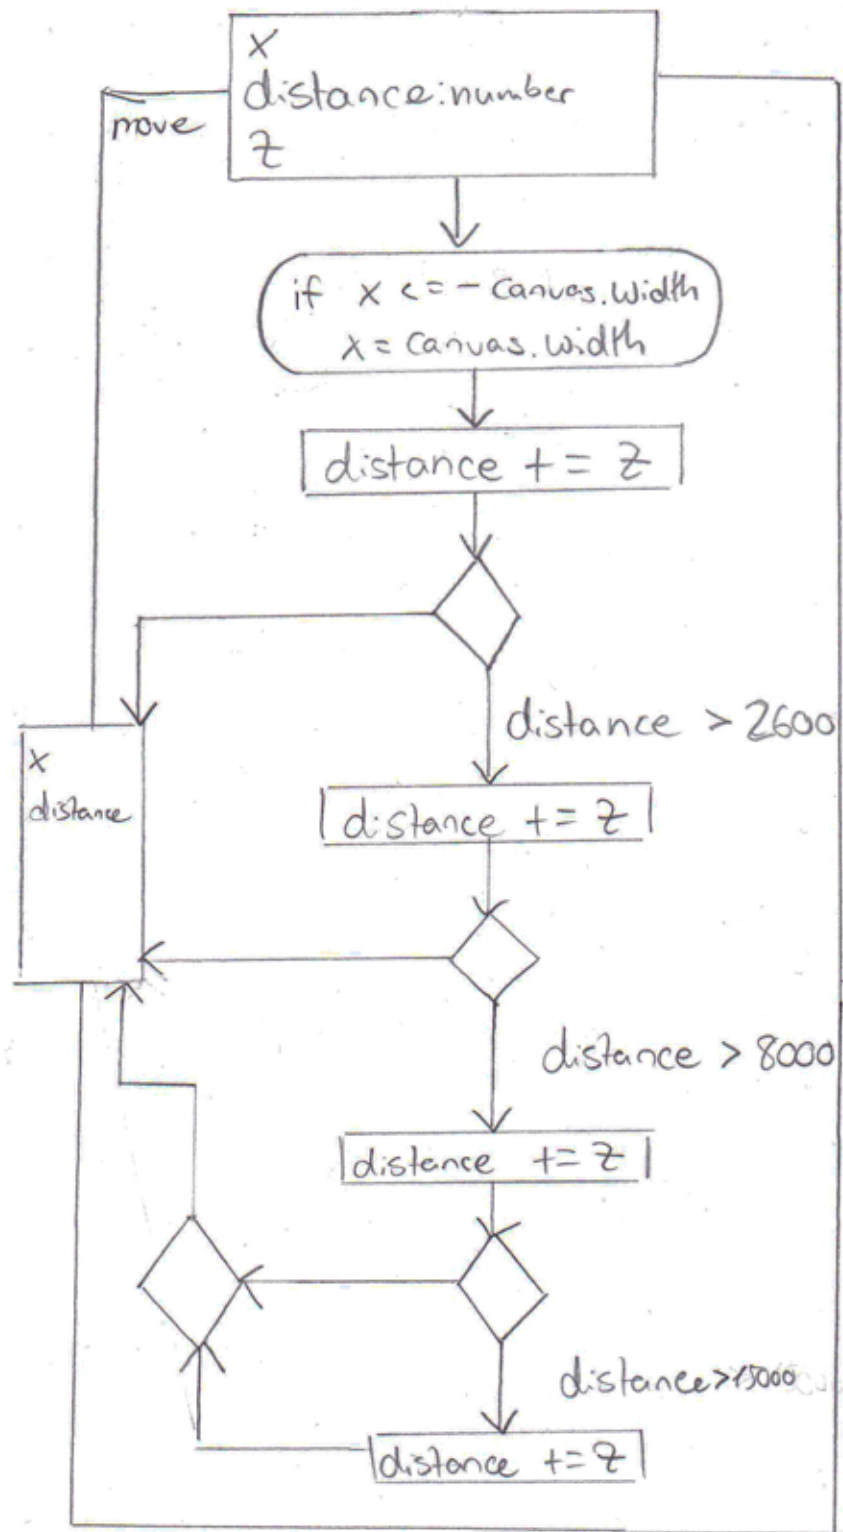 x
distance:number
z
move
if x <= - canvas.width
x = canvas.width
distance += z
distance > 2600
x
distance
distance += z
distance > 8000
distance += z
distance>15000
distance += z